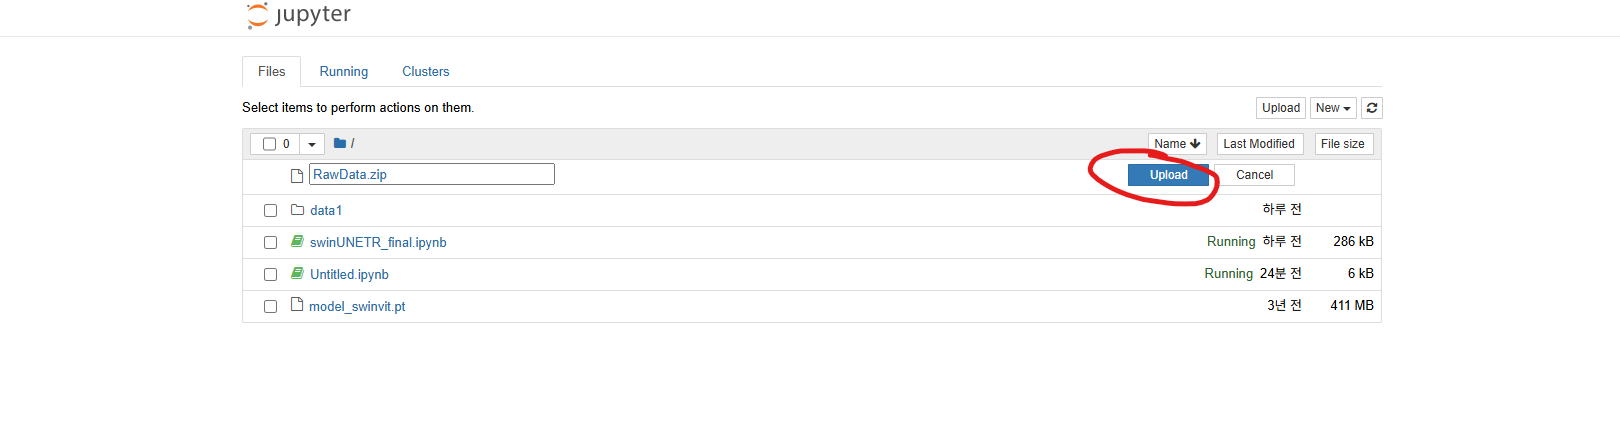 jupyter
Files Running Clusters
Select items to perform actions on them. Upload New
0 / Name Last Modified File size
RawData.zip Upload Cancel
data1 하루 전
swinUNETR_final.ipynb Running 하루 전 286 kB
Untitled.ipynb Running 24분 전 6 kB
model_swinvit.pt 3년 전 411 MB